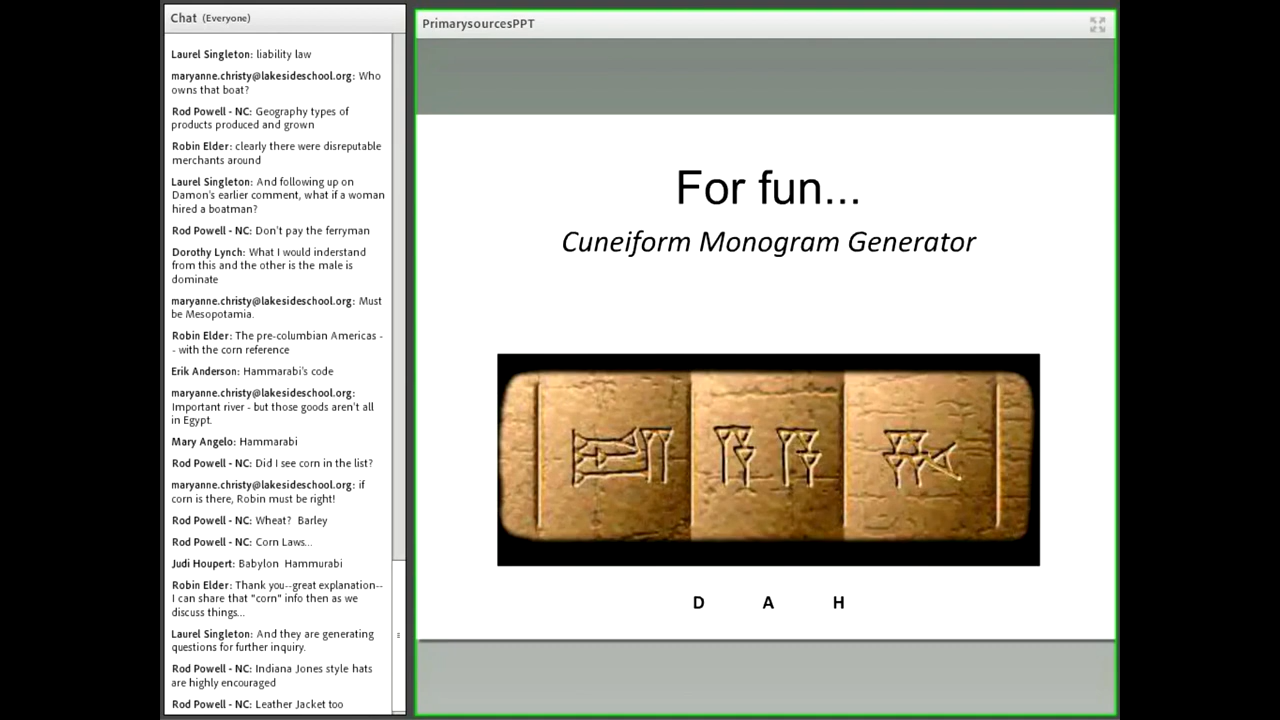 Chat (Everyone)
Laurel Singleton: liability law
maryanne.christy@lakesideschool.org: Who
owns that boat?
Rod Powell - NC: Geography types of
products produced and grown
Robin Elder: clearly there were disreputable
merchants around
Laurel Singleton: And following up on
Damon's earlier comment, what if a woman
hired a boatman?
Rod Powell - NC: Don't pay the ferryman
Dorothy Lynch: What I would inderstand
from this and the other is the male is
dominate
maryanne.christy@lakesideschool.org: Must
be Mesopotamia.
Robin Elder: The pre-columbian Americas -
- with the corn reference
Erik Anderson: Hammarabi's code
maryanne.christy@lakesideschool.org:
Important river - but those goods aren't all
in Egypt.
Mary Angelo: Hammarabi
Rod Powell - NC: Did I see corn in the list?
maryanne.christy@lakesideschool.org: if
corn is there, Robin must be right!
Rod Powell - NC: Wheat? Barley
Rod Powell - NC: Corn Laws...
Judi Houpert: Babylon Hammurabi
Robin Elder: Thank you--great explanation--
I can share that "corn" info then as we
discuss things...
Laurel Singleton: And they are generating
questions for further inquiry.
Rod Powell - NC: Indiana Jones style hats
are highly encouraged
Rod Powell - NC: Leather Jacket too
PrimarysourcesPPT
For fun...
Cuneiform Monogram Generator
D A H